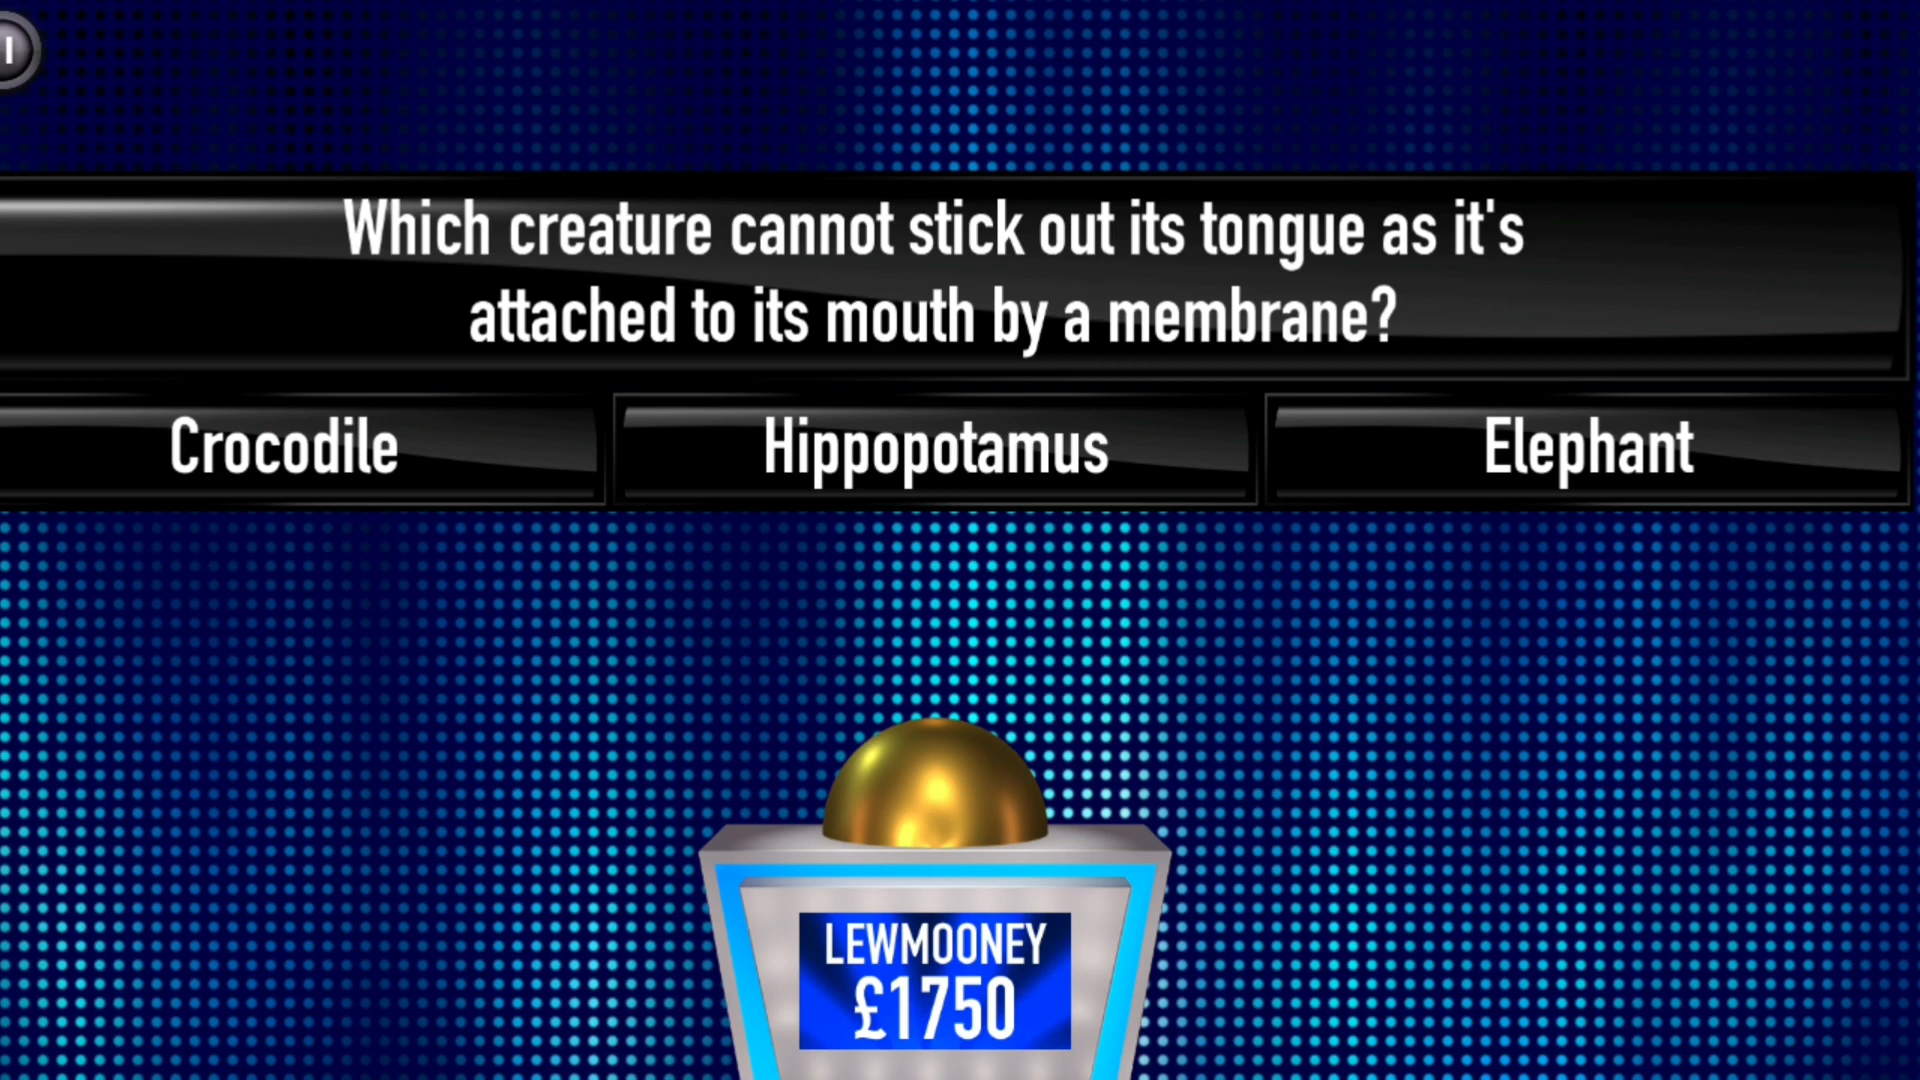 Which creature cannot stick out its tongue as it's
attached to its mouth by a membrane?
Crocodile
Hippopotamus
Elephant
LEWMOONEY
£1750